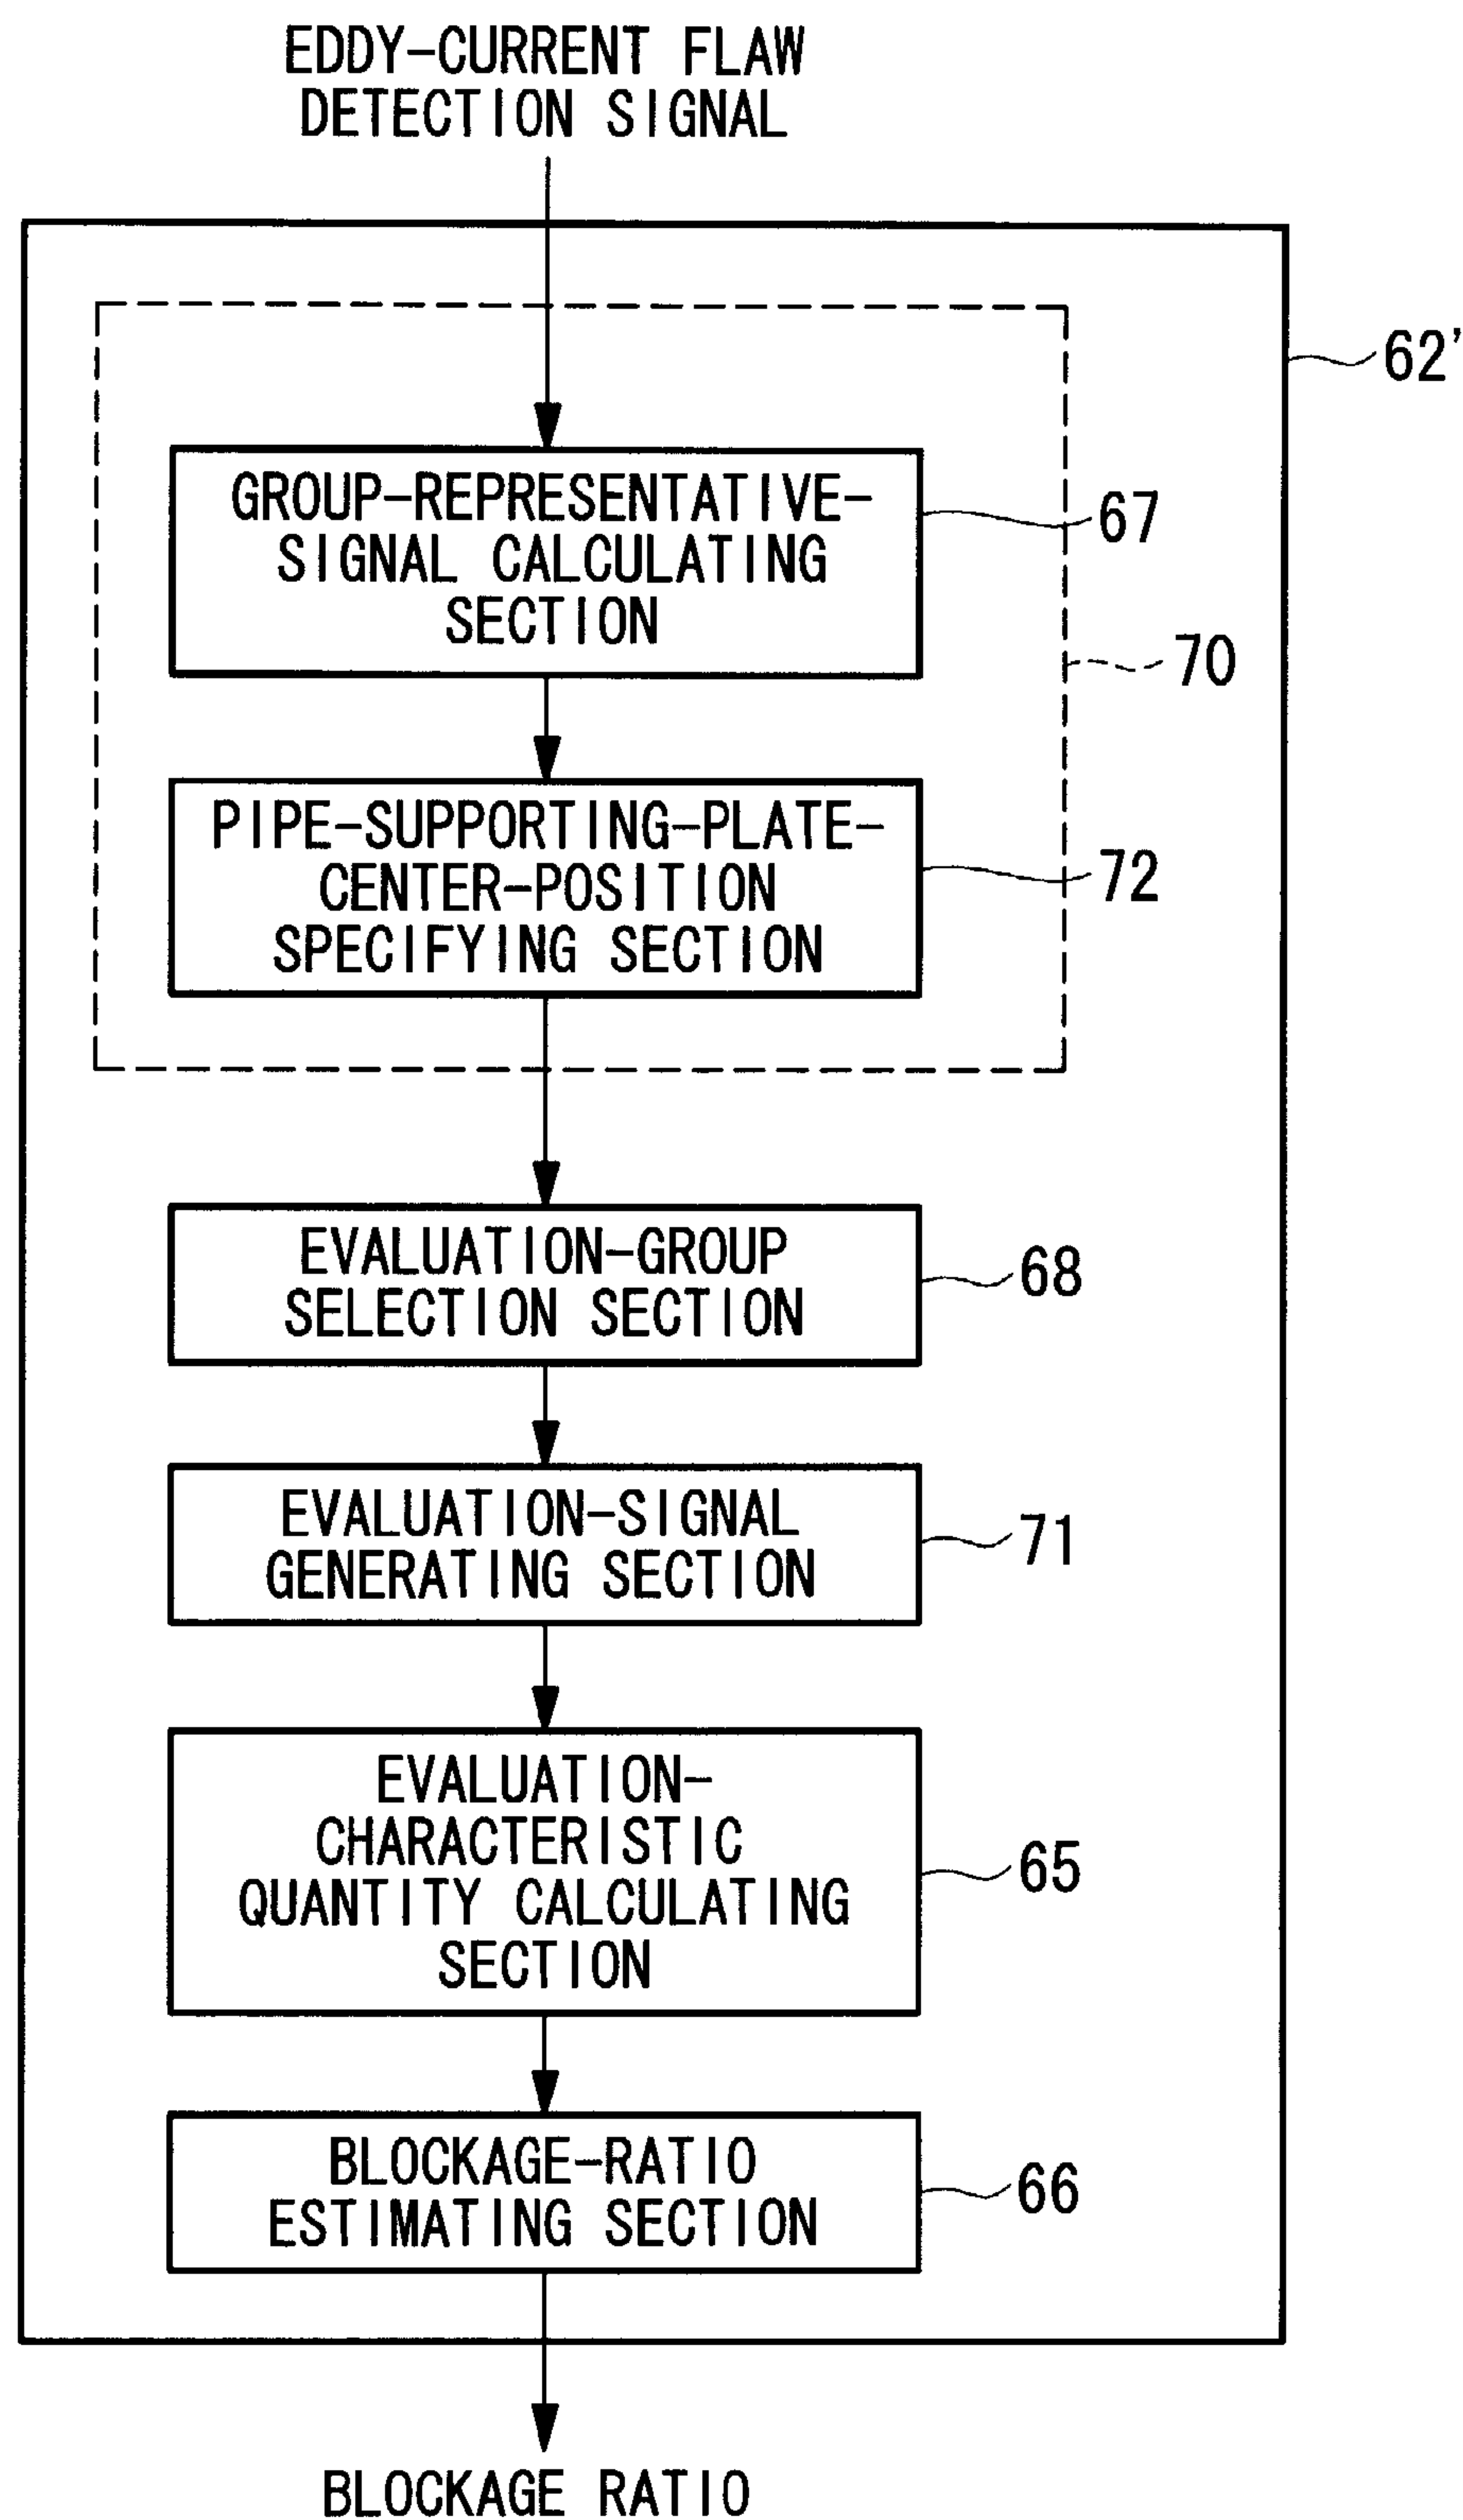 EDDY-CURRENT FLAW
DETECTION SIGNAL
62'
GROUP-REPRESENTATIVE-
SIGNAL CALCULATING
SECTION
67
70
PIPE-SUPPORTING-PLATE-
CENTER-POSITION
SPECIFYING SECTION
72
EVALUATION-GROUP
SELECTION SECTION
68
EVALUATION-SIGNAL
GENERATING SECTION
71
EVALUATION-
CHARACTERISTIC
QUANTITY CALCULATING
SECTION
65
BLOCKAGE-RATIO
ESTIMATING SECTION
66
BLOCKAGE RATIO